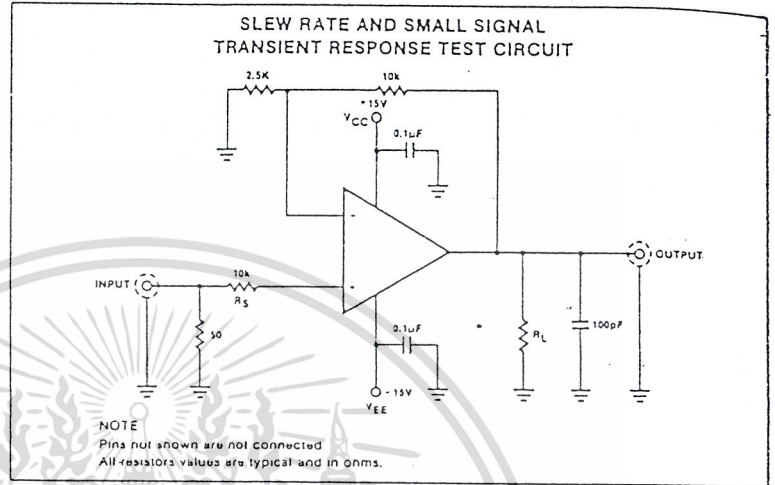 SLEW RATE AND SMALL SIGNAL
TRANSIENT RESPONSE TEST CIRCUIT
2.5K
10k
+15V
VCC
0.1µF
INPUT
10k
RS
50
OUTPUT
RL
100pF
0.1µF
-15V
VEE
NOTE
Pins not shown are not connected
All resistors values are typical and in ohms.